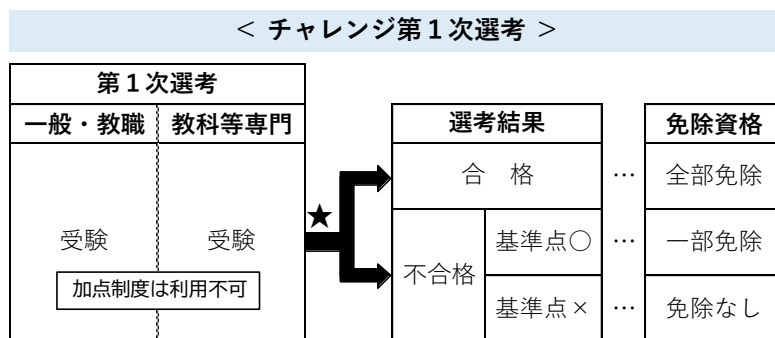 < チャレンジ第1次選考 >
第1次選考
一般・教職 教科等専門
受験 受験
加点制度は利用不可
★
選考結果 免除資格
合 格 … 全部免除
不合格 基準点○ … 一部免除
基準点× … 免除なし